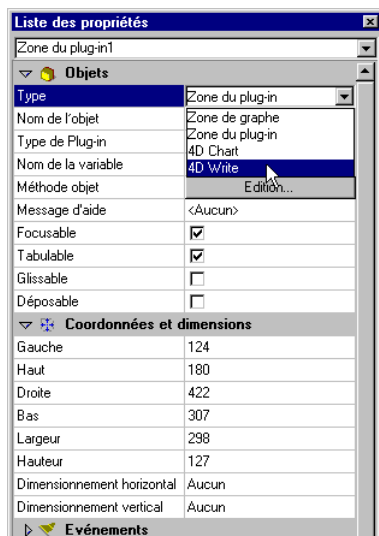 Liste des propriétés
Zone du plug-in1
Objets
Type Zone du plug-in
Nom de l'objet Zone de graphe
Zone du plug-in
Type de Plug-in 4D Chart
Nom de la variable 4D Write
Méthode objet Edition...
Message d'aide <Aucun>
Focusable
Tabulable
Glissable
Déposable
Coordonnées et dimensions
Gauche 124
Haut 180
Droite 422
Bas 307
Largeur 298
Hauteur 127
Dimensionnement horizontal Aucun
Dimensionnement vertical Aucun
Evénements